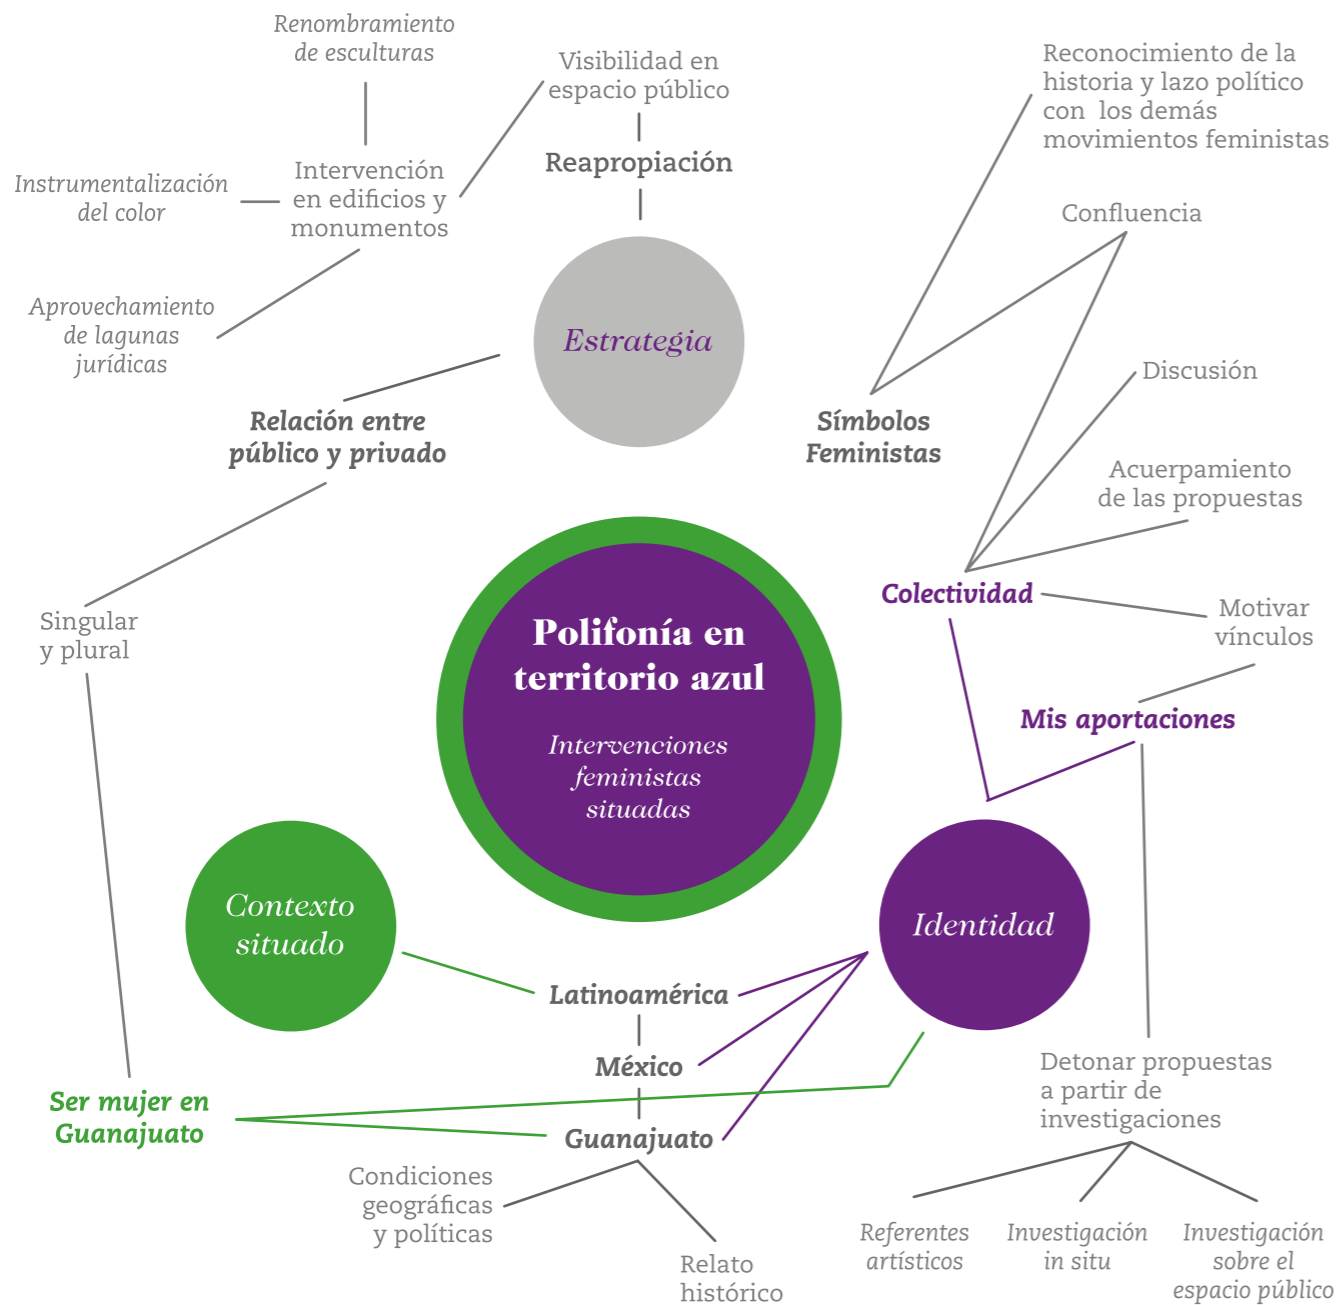 Renombramiento
de esculturas
Visibilidad en
espacio público
Reapropiación
Instrumentalización
del color
Intervención
en edificios y
monumentos
Aprovechamiento
de lagunas
jurídicas
Estrategia
Relación entre
público y privado
Reconocimiento de la
historia y lazo político
con los demás
movimientos feministas
Confluencia
Discusión
Símbolos
Feministas
Acuerpamiento
de las propuestas
Colectividad
Motivar
vínculos
Mis aportaciones
Singular
y plural
Polifonía en
territorio azul
Intervenciones
feministas
situadas
Contexto
situado
Identidad
Latinoamérica
México
Guanajuato
Ser mujer en
Guanajuato
Condiciones
geográficas
y políticas
Relato
histórico
Detonar propuestas
a partir de
investigaciones
Referentes
artísticos
Investigación
in situ
Investigación
sobre el
espacio público